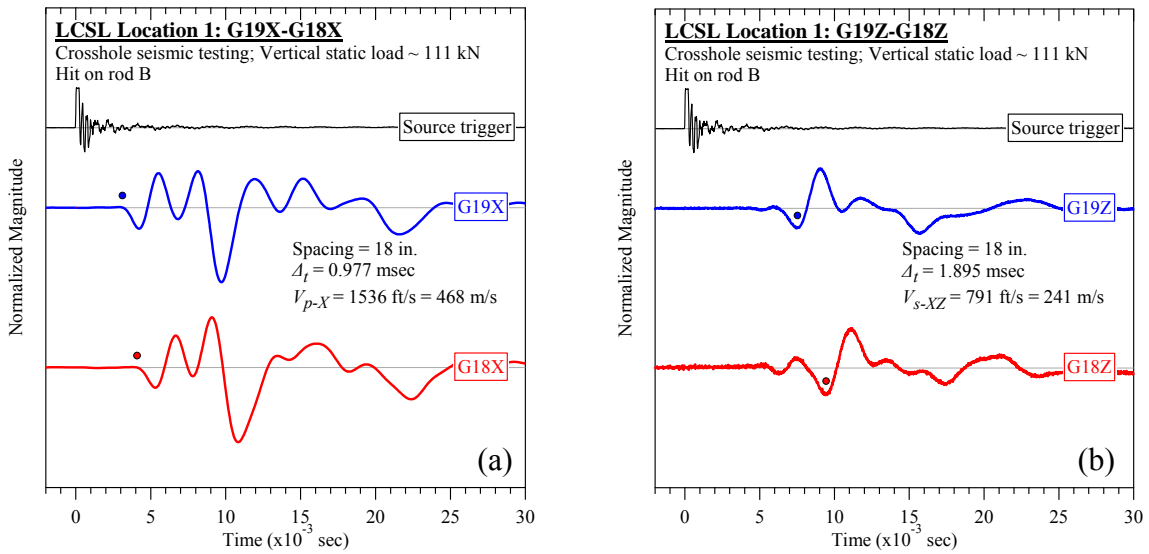 LCSL Location 1: G19X-G18X
Crosshole seismic testing; Vertical static load ~ 111 kN
Hit on rod B
Source trigger
Normalized Magnitude
G19X
Spacing = 18 in.
Δt = 0.977 msec
Vp-X = 1536 ft/s = 468 m/s
G18X
(a)
0 5 10 15 20 25 30
Time (x10⁻³ sec)
LCSL Location 1: G19Z-G18Z
Crosshole seismic testing; Vertical static load ~ 111 kN
Hit on rod B
Source trigger
Normalized Magnitude
G19Z
Spacing = 18 in.
Δt = 1.895 msec
Vs-XZ = 791 ft/s = 241 m/s
G18Z
(b)
0 5 10 15 20 25 30
Time (x10⁻³ sec)